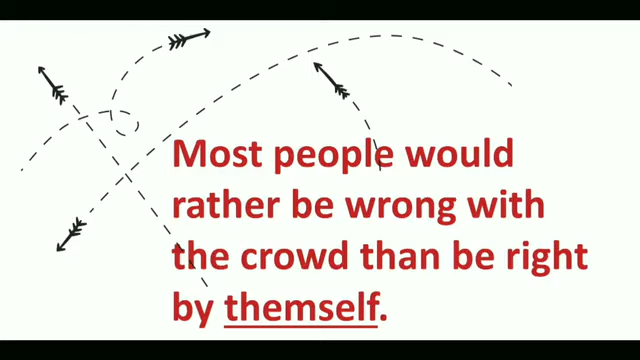 Most people would
rather be wrong with
the crowd than be right
by themself.